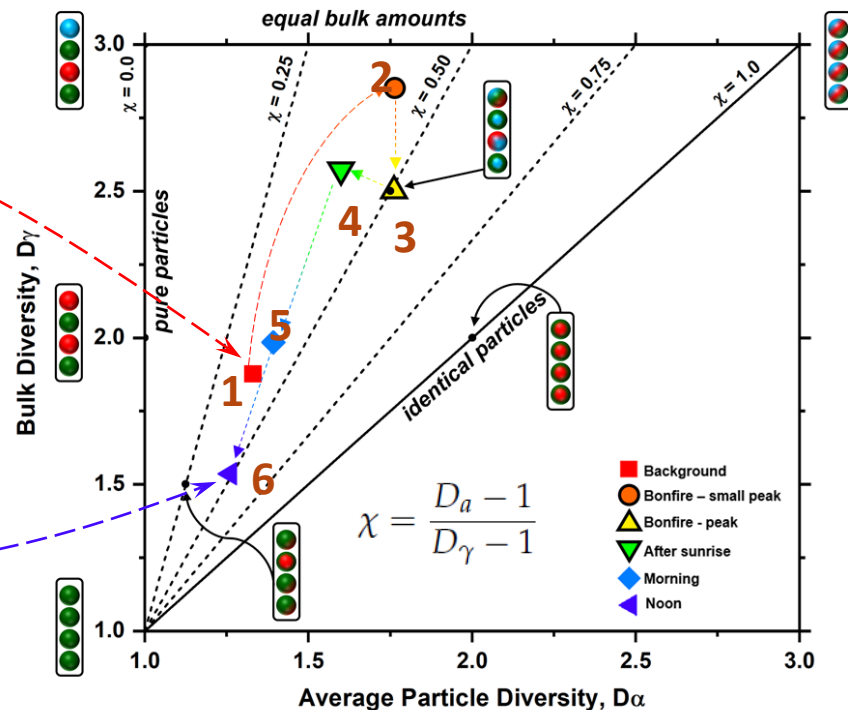 equal bulk amounts
3.0
2.5
2.0
1.5
1.0
Bulk Diversity, Dγ
pure particles
χ = 0.0
χ = 0.25
χ = 0.50
χ = 0.75
χ = 1.0
2
4
3
5
1
6
identical particles
χ = (Da − 1) / (Dγ − 1)
Background
Bonfire – small peak
Bonfire - peak
After sunrise
Morning
Noon
1.0 1.5 2.0 2.5 3.0
Average Particle Diversity, Dα